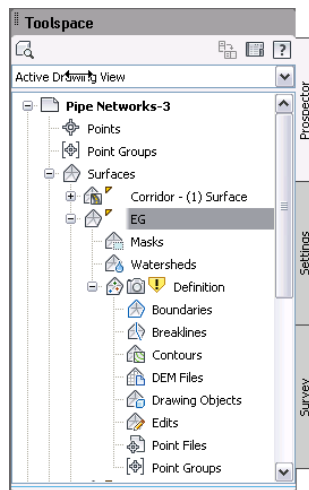 Toolspace
?
Active Drawing View
Pipe Networks-3
Points
Point Groups
Surfaces
Corridor - (1) Surface
EG
Masks
Watersheds
Definition
Boundaries
Breaklines
Contours
DEM Files
Drawing Objects
Edits
Point Files
Point Groups
Prospector
Settings
Survey